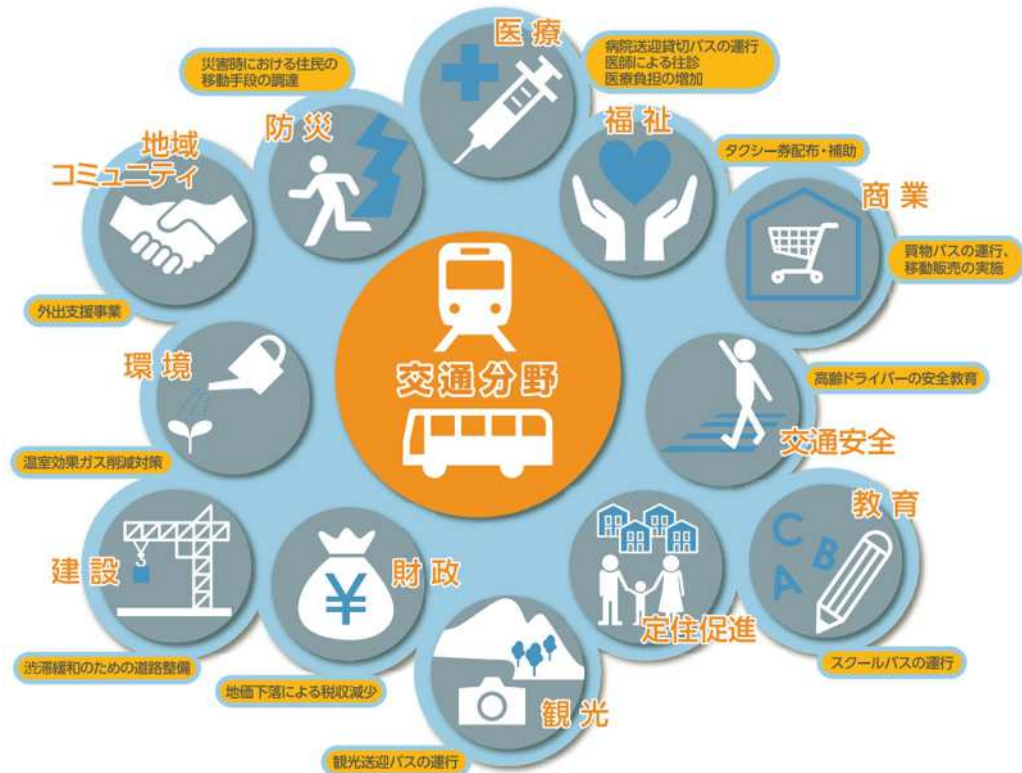 医療
病院送迎貸切バスの運行
医師による往診
医療負担の増加
災害時における住民の
移動手段の調達
防災
福祉
タクシー券配布・補助
地域
コミュニティ
商業
買物バスの運行、
移動販売の実施
外出支援事業
環境
交通分野
高齢ドライバーの安全教育
交通安全
温室効果ガス削減対策
教育
C
B
A
建設
財政
¥
定住促進
スクールバスの運行
渋滞緩和のための道路整備
地価下落による税収減少
観光
観光送迎バスの運行